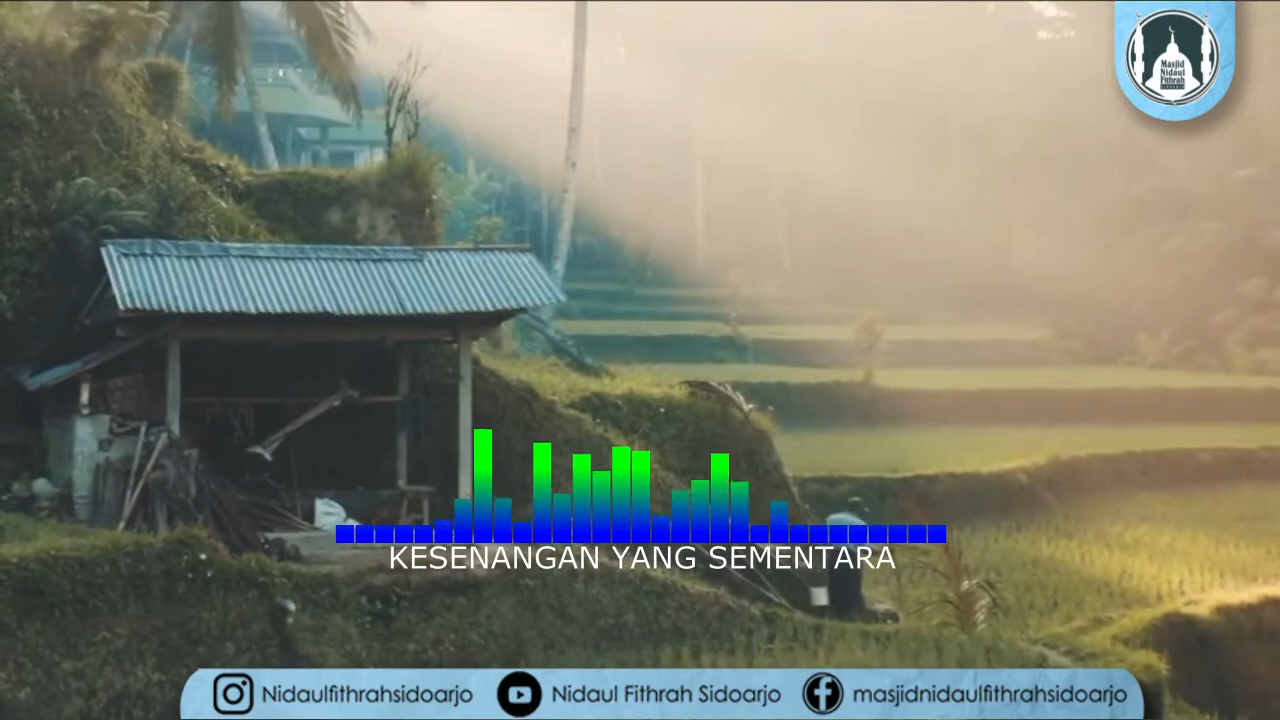 Masjid
Nidaul
Fithrah
KESENANGAN YANG SEMENTARA
Nidaulfithrahsidoarjo
Nidaul Fithrah Sidoarjo
masjidnidaulfithrahsidoarjo